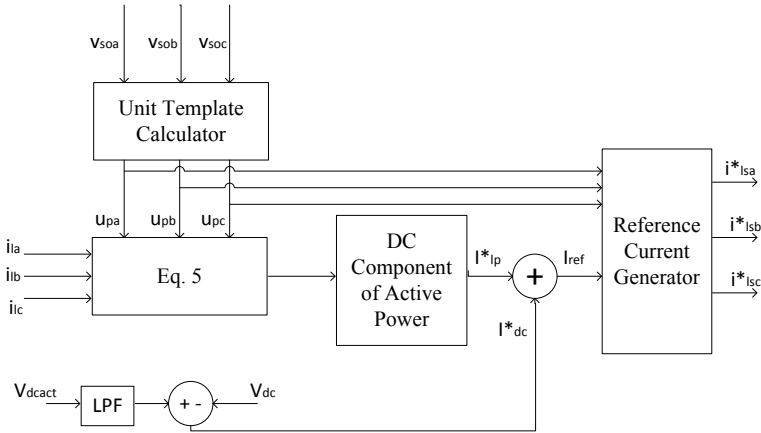 vsoa vsob vsoc
Unit Template
Calculator
upa upb upc
ila
ilb
ilc
Eq. 5
DC
Component
of Active
Power
I*lp
+
Iref
I*dc
Reference
Current
Generator
i*lsa
i*lsb
i*lsc
Vdcact
LPF
+ -
Vdc